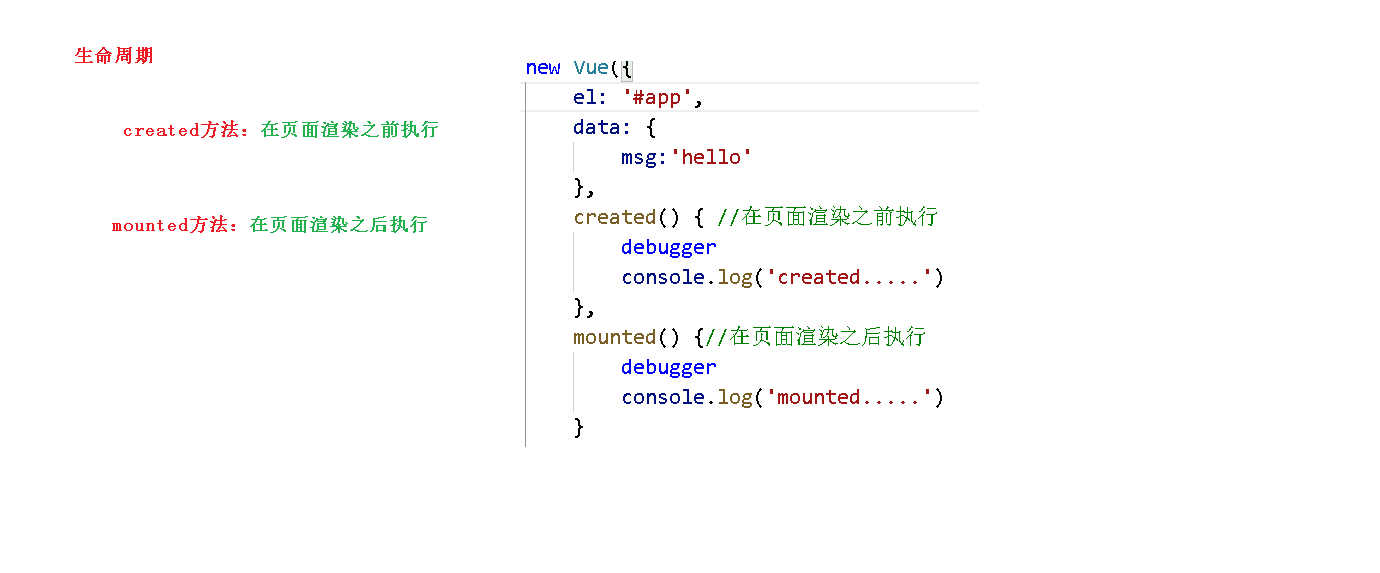 生命周期
created方法：在页面渲染之前执行
mounted方法：在页面渲染之后执行
new Vue({
    el: '#app',
    data: {
        msg:'hello'
    },
    created() { //在页面渲染之前执行
        debugger
        console.log('created.....')
    },
    mounted() {//在页面渲染之后执行
        debugger
        console.log('mounted.....')
    }